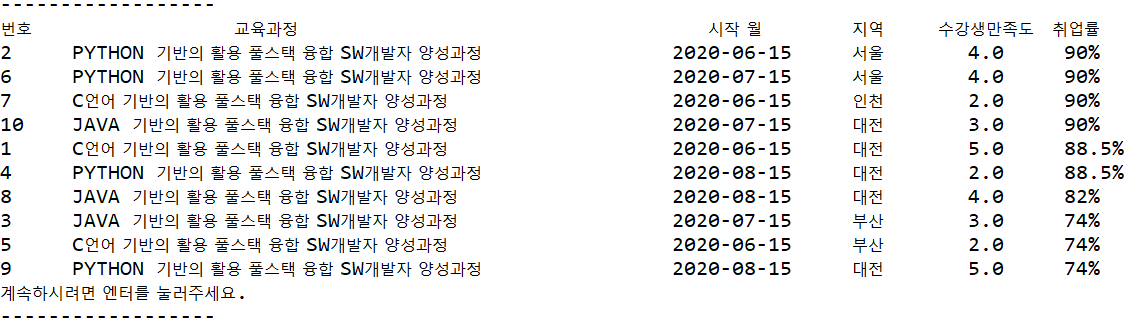 ------------------
번호 교육과정 시작 월 지역 수강생만족도 취업률
2 PYTHON 기반의 활용 풀스택 융합 SW개발자 양성과정 2020-06-15 서울 4.0 90%
6 PYTHON 기반의 활용 풀스택 융합 SW개발자 양성과정 2020-07-15 서울 4.0 90%
7 C언어 기반의 활용 풀스택 융합 SW개발자 양성과정 2020-06-15 인천 2.0 90%
10 JAVA 기반의 활용 풀스택 융합 SW개발자 양성과정 2020-07-15 대전 3.0 90%
1 C언어 기반의 활용 풀스택 융합 SW개발자 양성과정 2020-06-15 대전 5.0 88.5%
4 PYTHON 기반의 활용 풀스택 융합 SW개발자 양성과정 2020-08-15 대전 2.0 88.5%
8 JAVA 기반의 활용 풀스택 융합 SW개발자 양성과정 2020-08-15 대전 4.0 82%
3 JAVA 기반의 활용 풀스택 융합 SW개발자 양성과정 2020-07-15 부산 3.0 74%
5 C언어 기반의 활용 풀스택 융합 SW개발자 양성과정 2020-06-15 부산 2.0 74%
9 PYTHON 기반의 활용 풀스택 융합 SW개발자 양성과정 2020-08-15 대전 5.0 74%
계속하시려면 엔터를 눌러주세요.
------------------